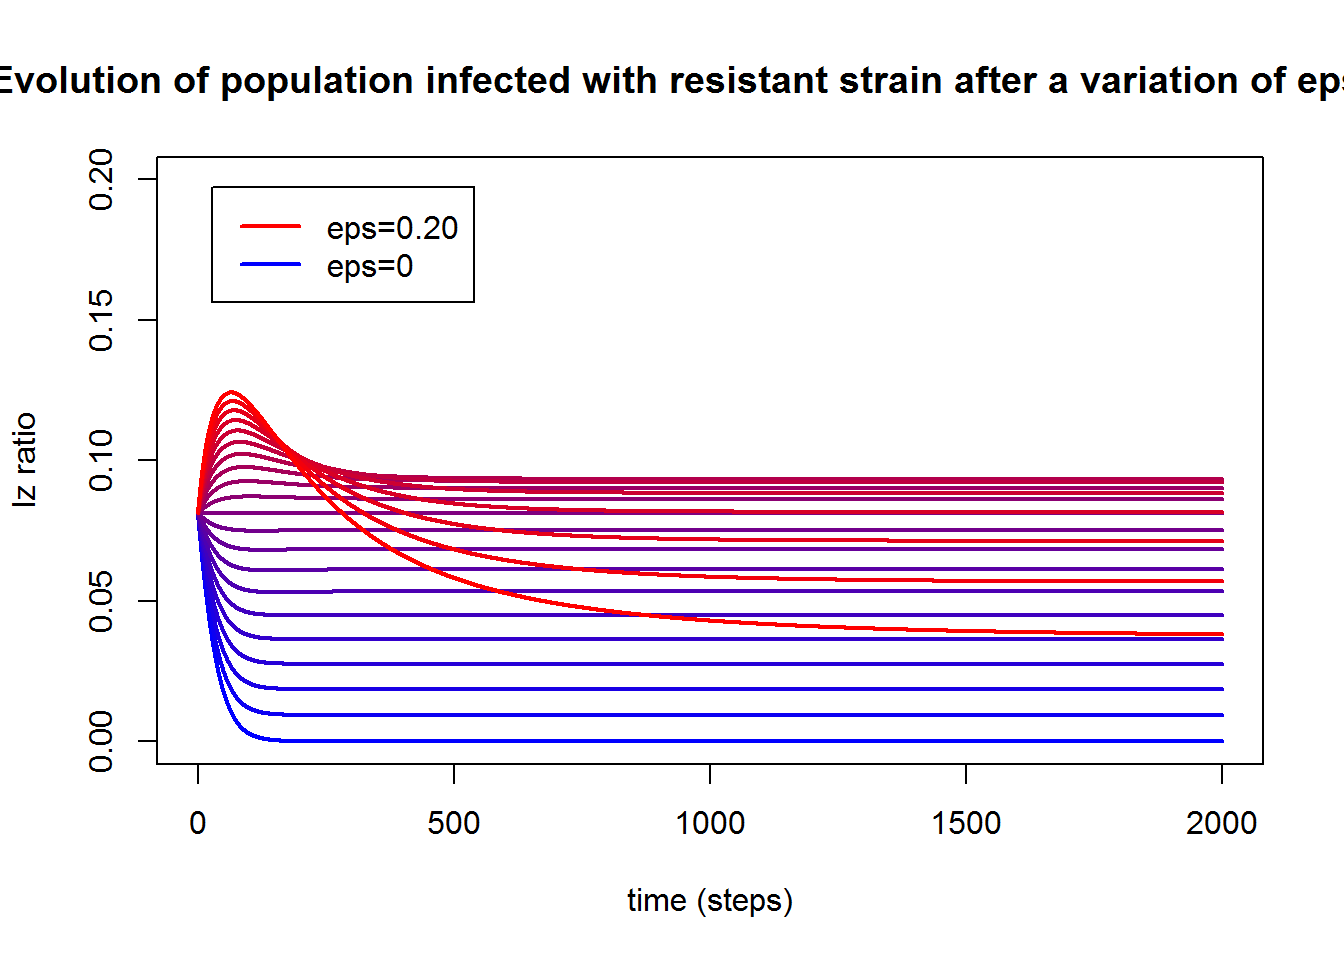 Evolution of population infected with resistant strain after a variation of eps
0.20
0.15
0.10
0.05
0.00
Iz ratio
eps=0.20
eps=0
0 500 1000 1500 2000
time (steps)